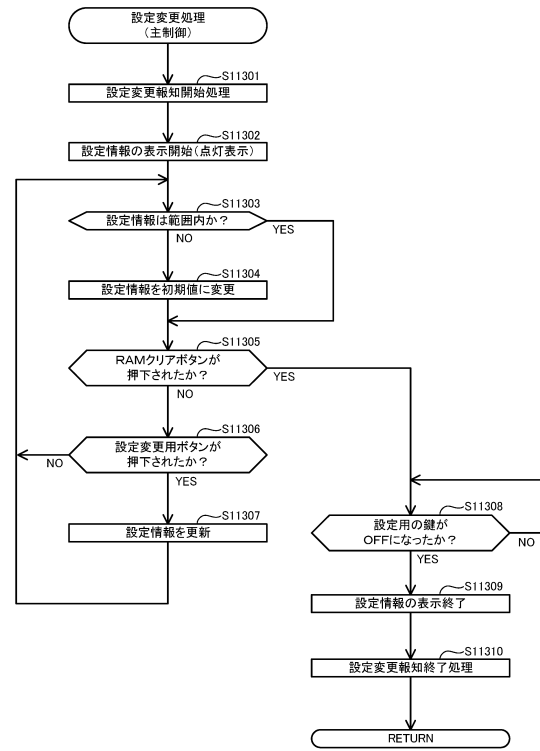 設定変更処理
(主制御)
S11301
設定変更報知開始処理
S11302
設定情報の表示開始(点灯表示)
S11303
設定情報は範囲内か?
YES
NO
S11304
設定情報を初期値に変更
S11305
RAMクリアボタンが
押下されたか?
YES
NO
S11306
設定変更用ボタンが
押下されたか?
NO
YES
S11307
設定情報を更新
S11308
設定用の鍵が
OFFになったか?
NO
YES
S11309
設定情報の表示終了
S11310
設定変更報知終了処理
RETURN